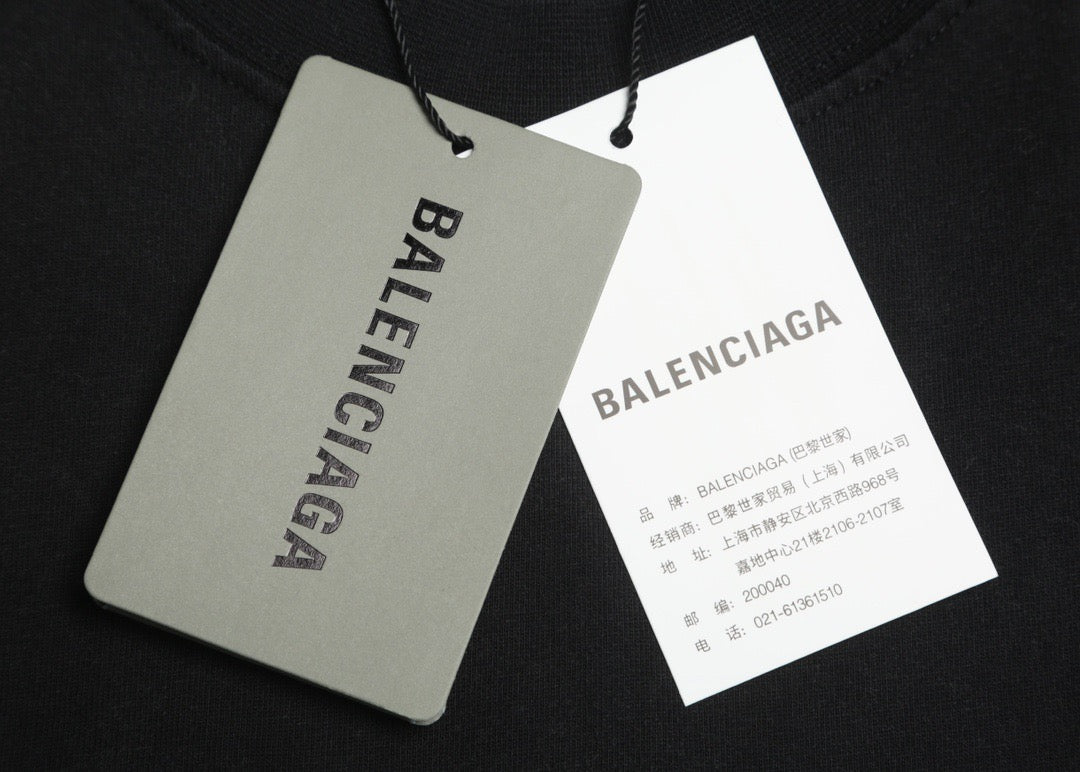 BALENCIAGA
BALENCIAGA
品 牌：BALENCIAGA (巴黎世家)
经销商：巴黎世家贸易（上海）有限公司
地 址：上海市静安区北京西路968号
嘉地中心21楼2106-2107室
邮 编：200040
电 话：021-61361510